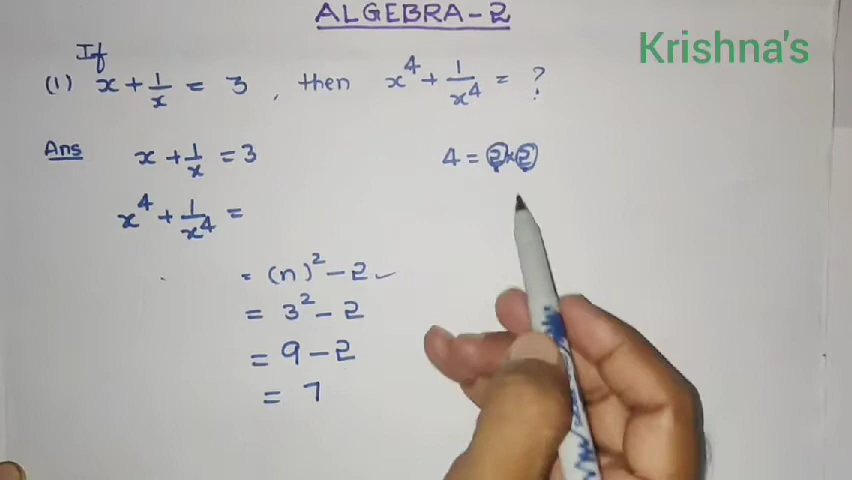 ALGEBRA-2
Krishna's
If
(1) x + 1/x = 3 , then x⁴ + 1/x⁴ = ?
Ans x + 1/x = 3 4 = 2×2
x⁴ + 1/x⁴ =
= (n)² - 2
= 3² - 2
= 9 - 2
= 7